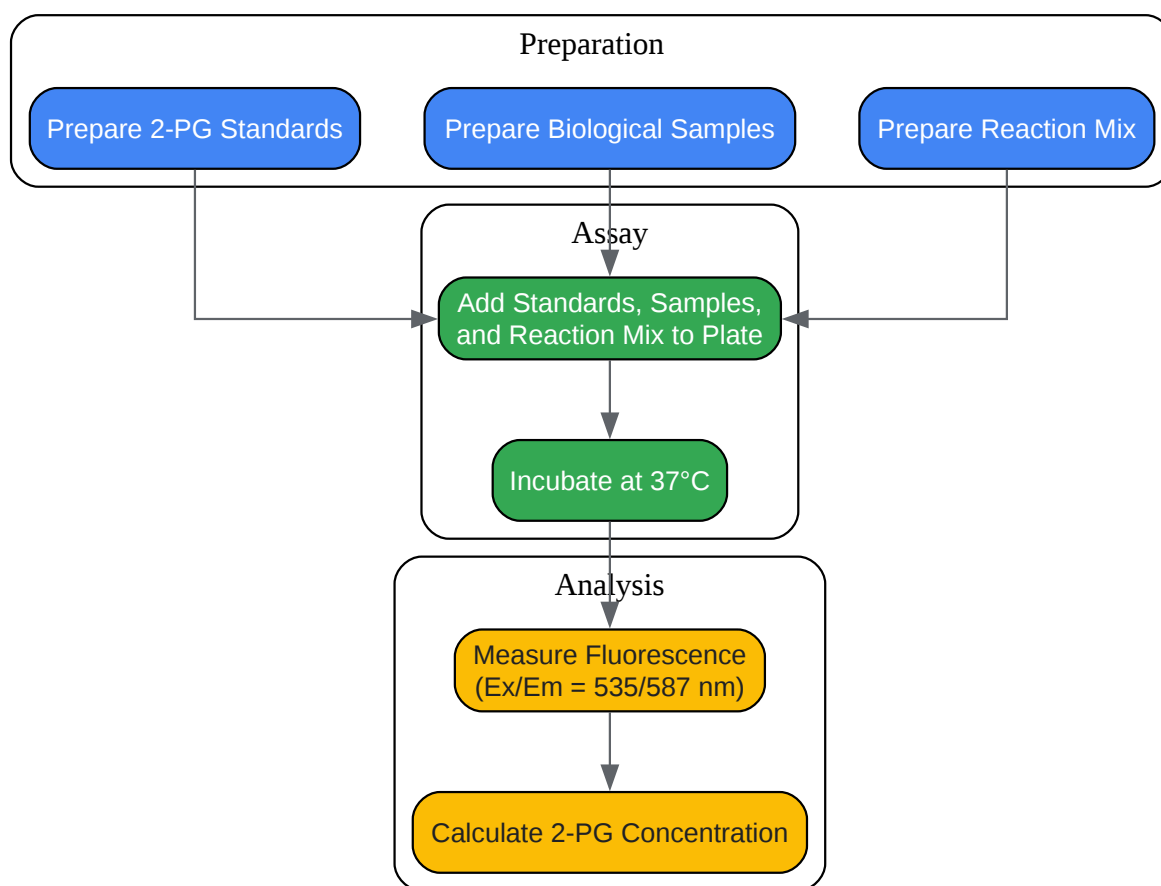 Preparation
Prepare 2-PG Standards
Prepare Biological Samples
Prepare Reaction Mix
Assay
Add Standards, Samples,
and Reaction Mix to Plate
Incubate at 37°C
Analysis
Measure Fluorescence
(Ex/Em = 535/587 nm)
Calculate 2-PG Concentration